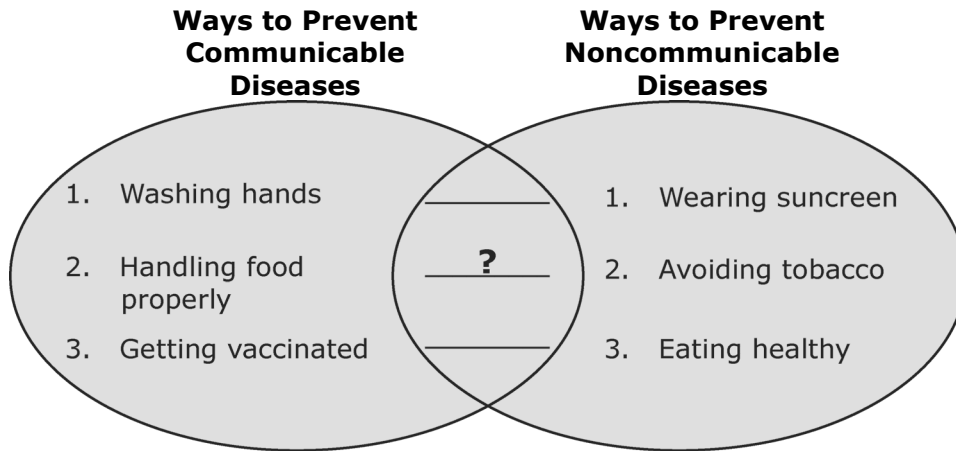 Ways to Prevent
Communicable
Diseases
Ways to Prevent
Noncommunicable
Diseases
1. Washing hands
2. Handling food
properly
3. Getting vaccinated
?
1. Wearing suncreen
2. Avoiding tobacco
3. Eating healthy